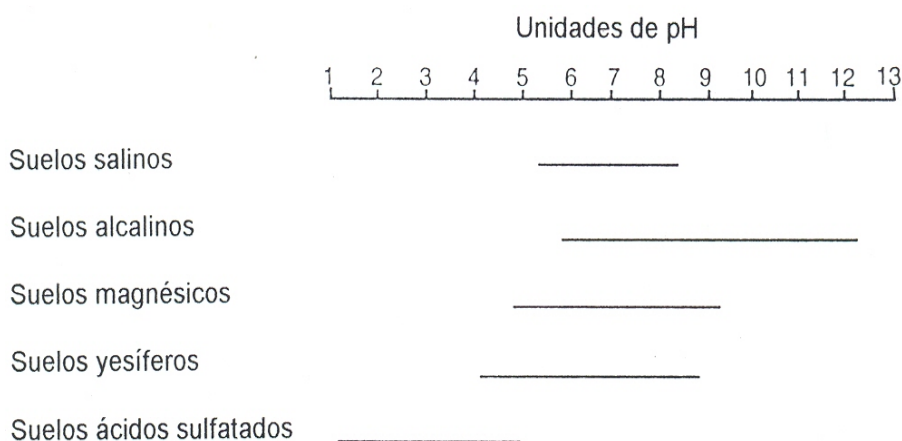 Unidades de pH
1 2 3 4 5 6 7 8 9 10 11 12 13
Suelos salinos
Suelos alcalinos
Suelos magnésicos
Suelos yesíferos
Suelos ácidos sulfatados